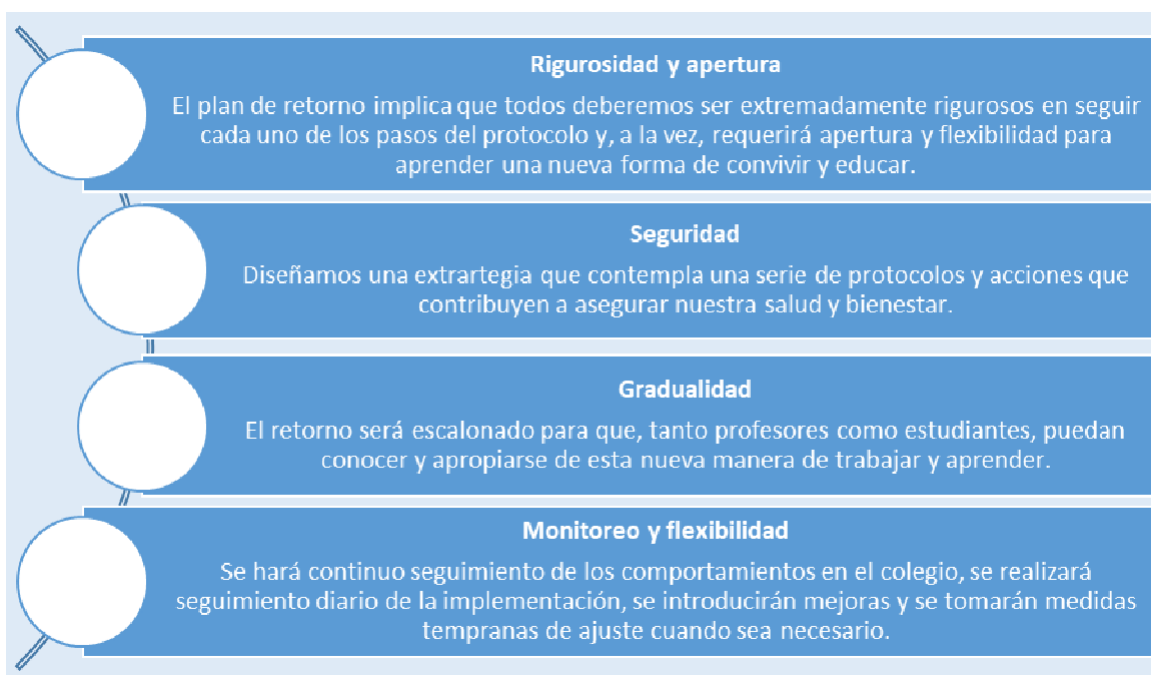 Rigurosidad y apertura
El plan de retorno implica que todos deberemos ser extremadamente rigurosos en seguir
cada uno de los pasos del protocolo y, a la vez, requerirá apertura y flexibilidad para
aprender una nueva forma de convivir y educar.
Seguridad
Diseñamos una extrartegia que contempla una serie de protocolos y acciones que
contribuyen a asegurar nuestra salud y bienestar.
Gradualidad
El retorno será escalonado para que, tanto profesores como estudiantes, puedan
conocer y apropiarse de esta nueva manera de trabajar y aprender.
Monitoreo y flexibilidad
Se hará continuo seguimiento de los comportamientos en el colegio, se realizará
seguimiento diario de la implementación, se introducirán mejoras y se tomarán medidas
tempranas de ajuste cuando sea necesario.